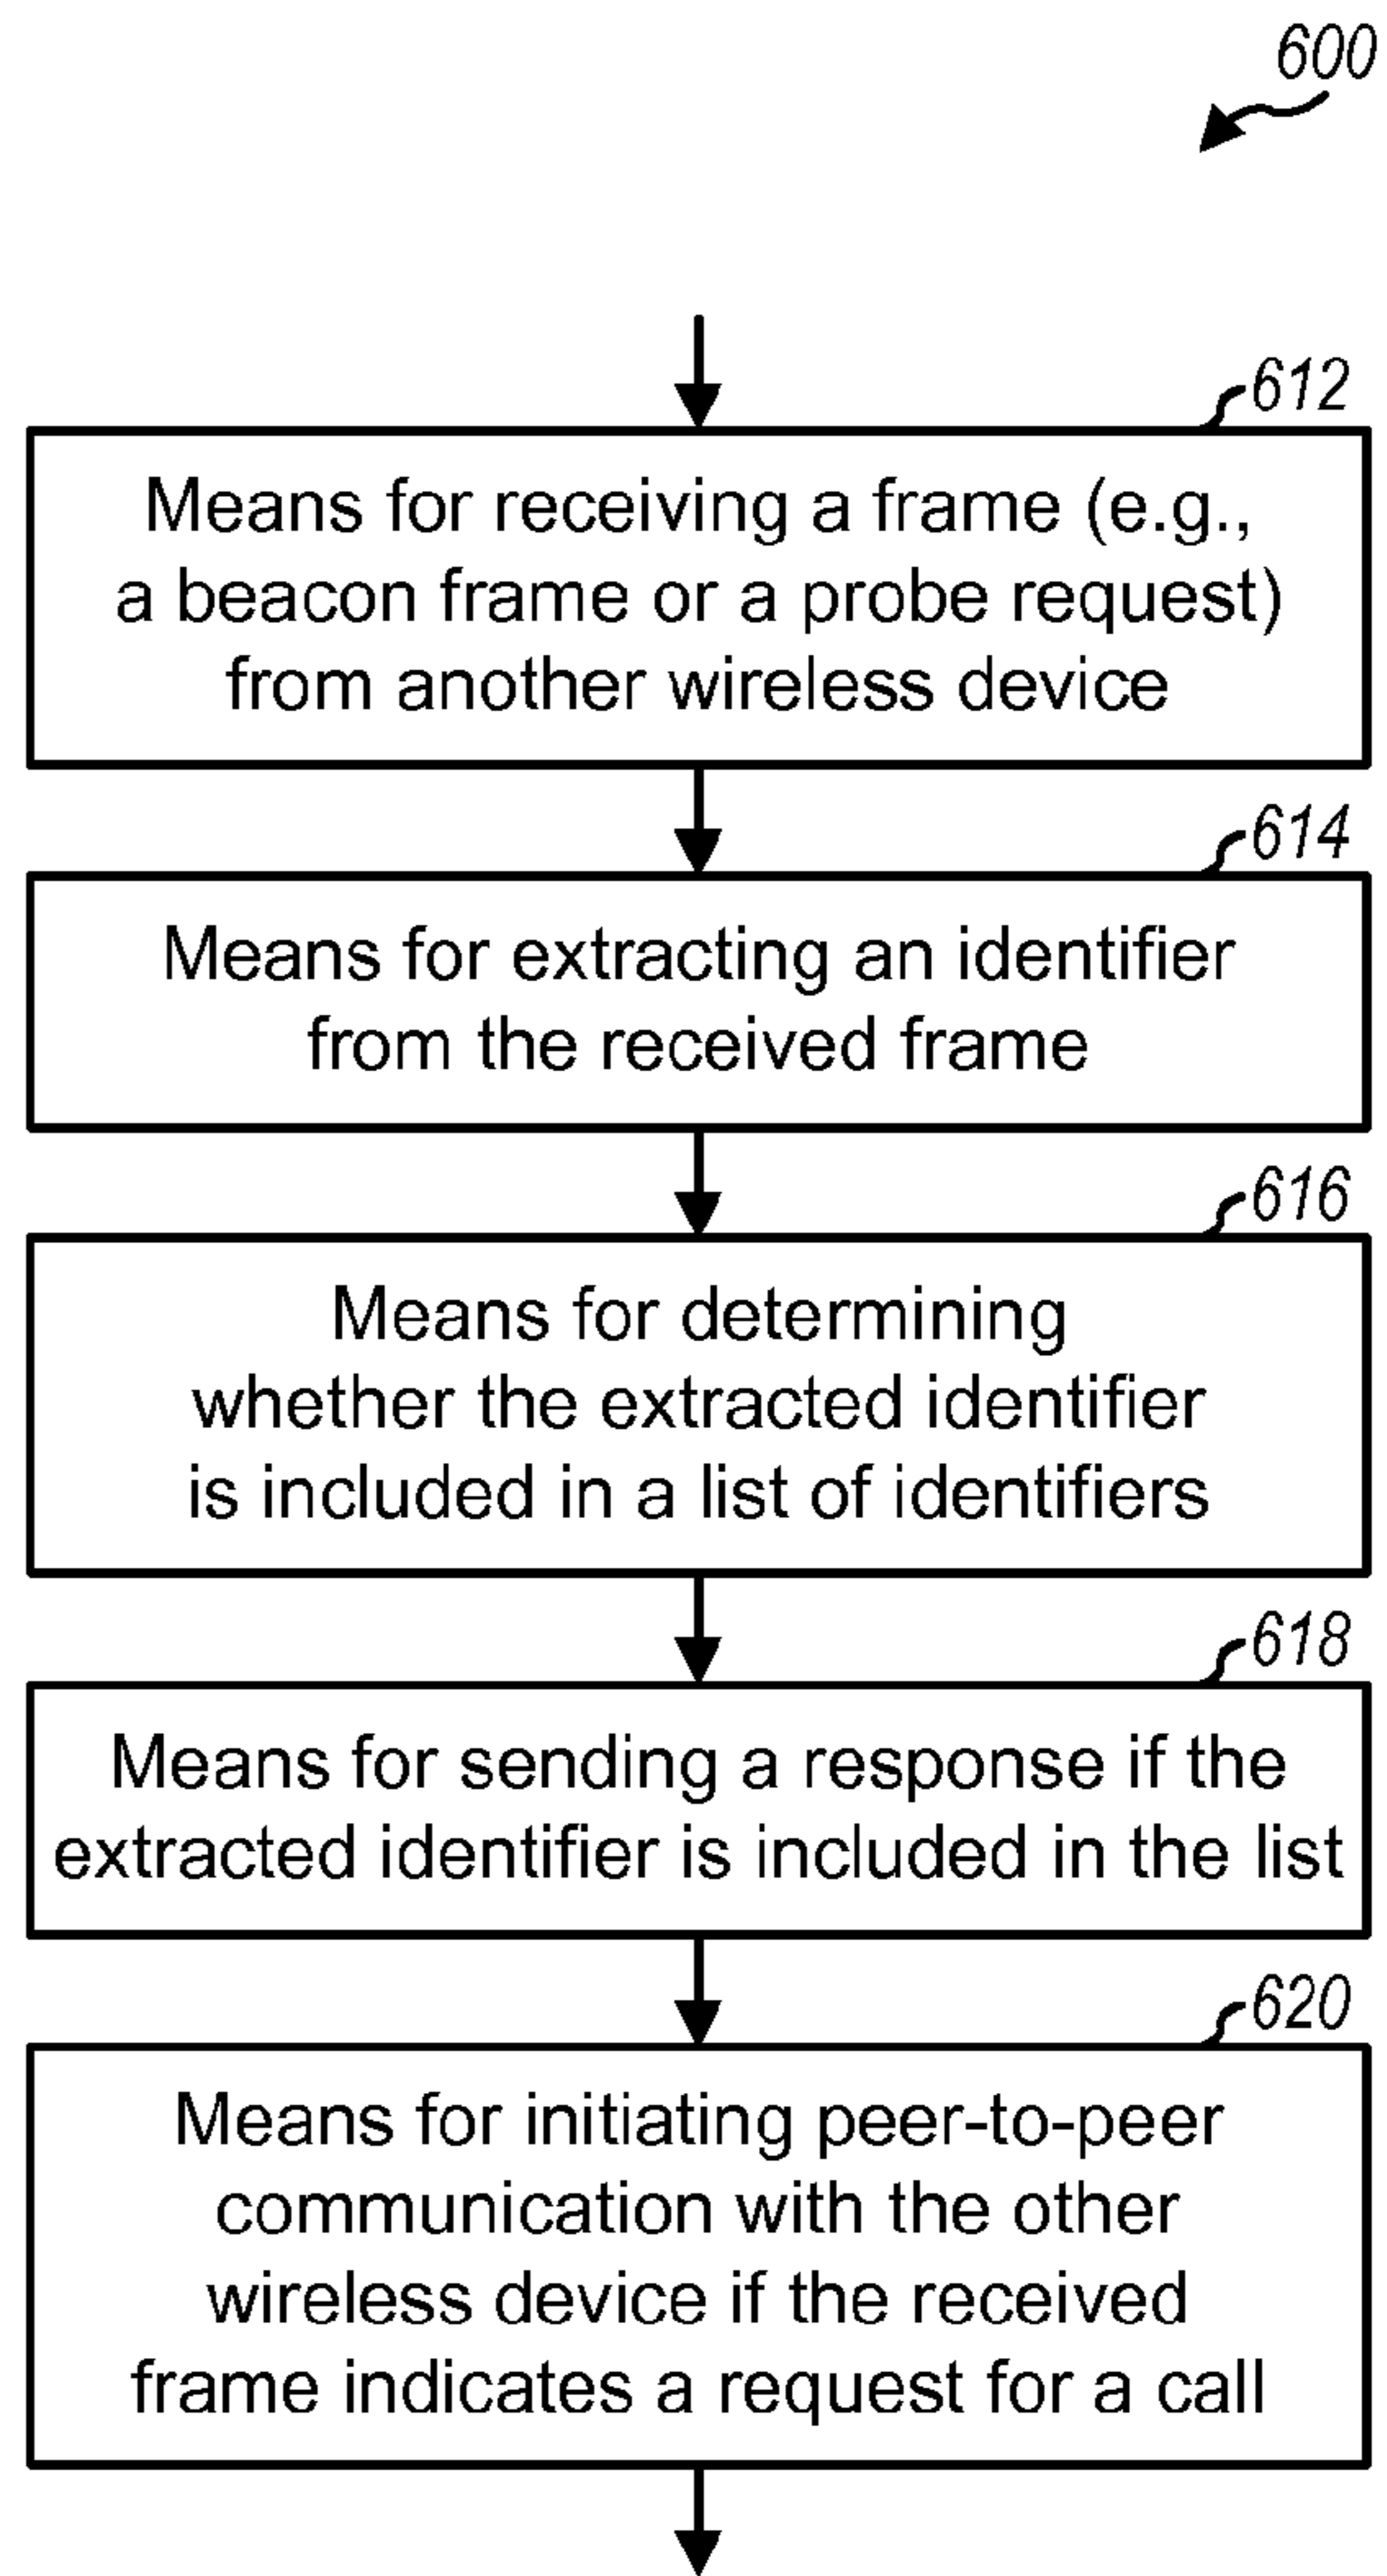 600
612
Means for receiving a frame (e.g.,
a beacon frame or a probe request)
from another wireless device
614
Means for extracting an identifier
from the received frame
616
Means for determining
whether the extracted identifier
is included in a list of identifiers
618
Means for sending a response if the
extracted identifier is included in the list
620
Means for initiating peer-to-peer
communication with the other
wireless device if the received
frame indicates a request for a call